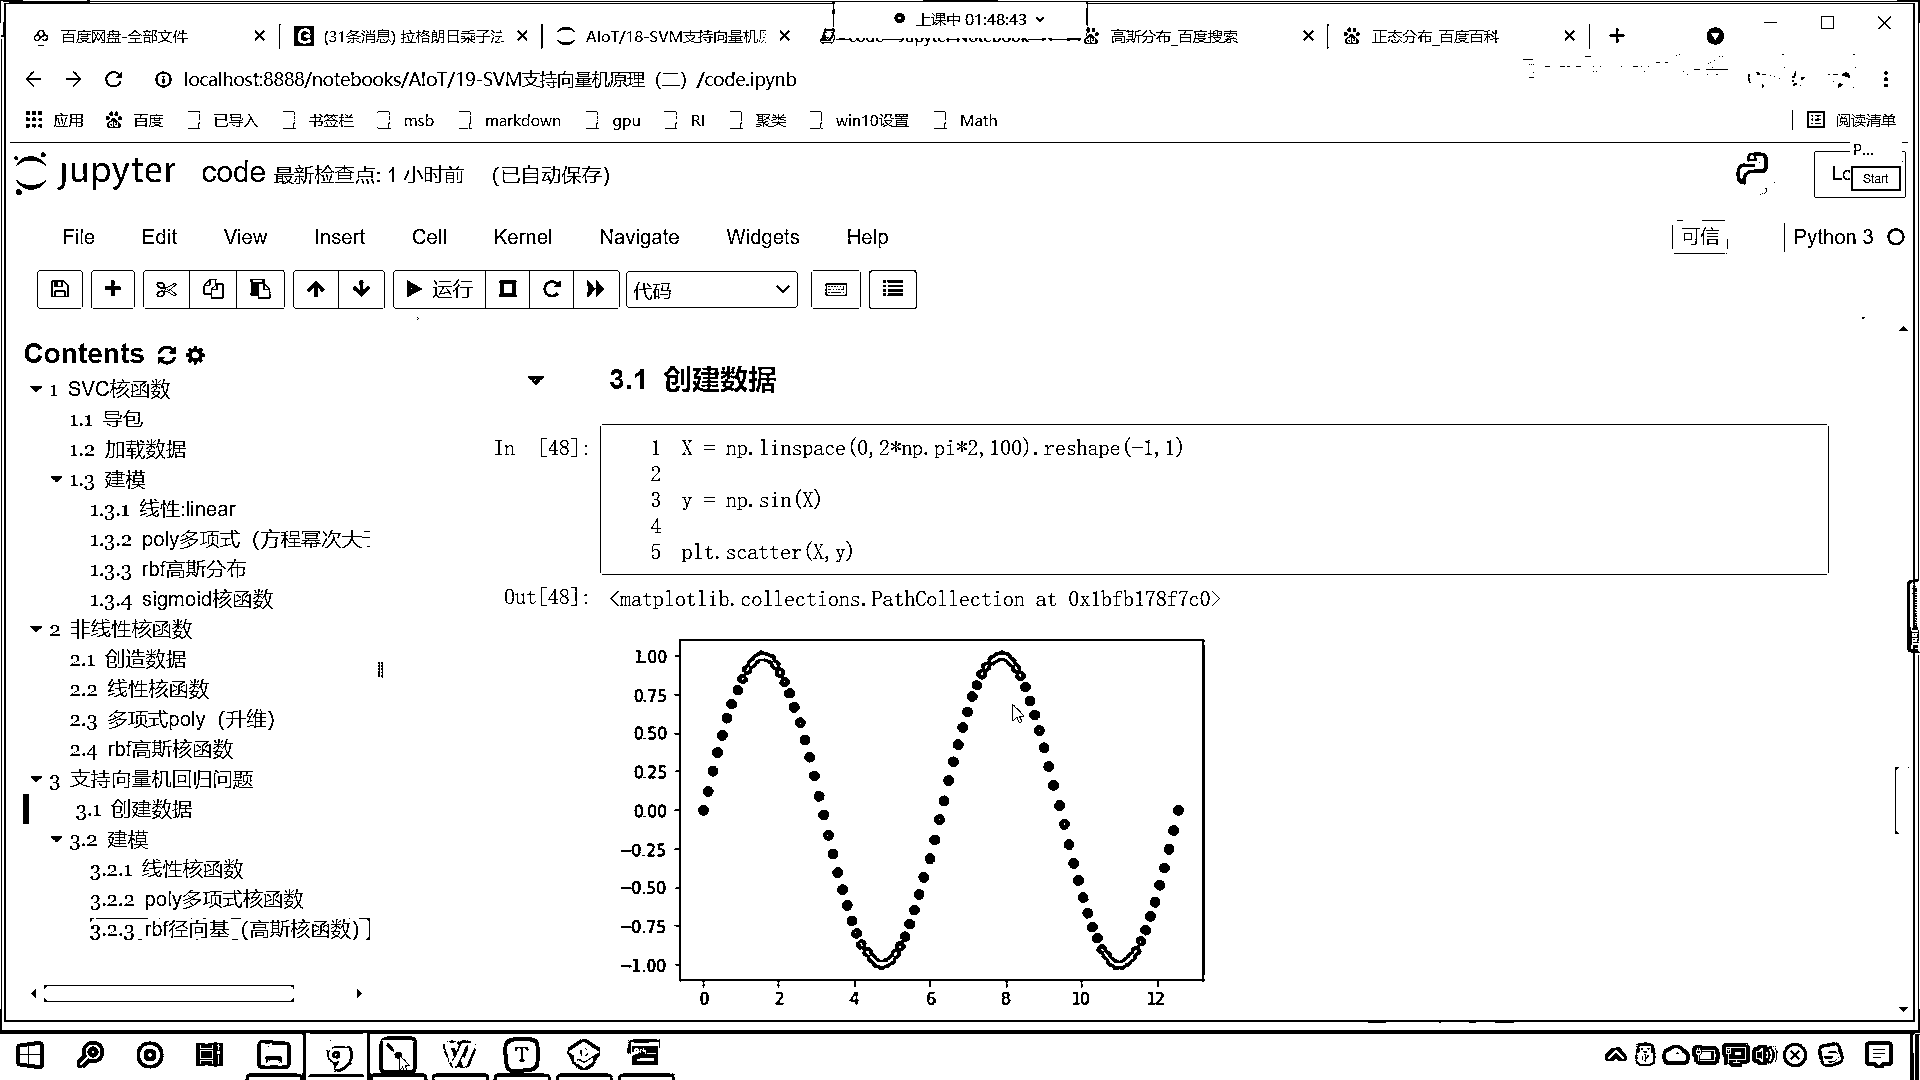 上课中 01:48:43
百度网盘-全部文件
(31条消息) 拉格朗日乘子法
AIoT/18-SVM支持向量机原
高斯分布_百度搜索
正态分布_百度百科
localhost:8888/notebooks/AIoT/19-SVM支持向量机原理（二）/code.ipynb
应用 百度 已导入 书签栏 msb markdown gpu RI 聚类 win10设置 Math 阅读清单
jupyter code 最新检查点: 1 小时前 (已自动保存)
P...
Start
File Edit View Insert Cell Kernel Navigate Widgets Help 可信 Python 3
运行 代码
Contents
1 SVC核函数
1.1 导包
1.2 加载数据
1.3 建模
1.3.1 线性:linear
1.3.2 poly多项式（方程幂次大于
1.3.3 rbf高斯分布
1.3.4 sigmoid核函数
2 非线性核函数
2.1 创造数据
2.2 线性核函数
2.3 多项式poly（升维）
2.4 rbf高斯核函数
3 支持向量机回归问题
3.1 创建数据
3.2 建模
3.2.1 线性核函数
3.2.2 poly多项式核函数
3.2.3 rbf径向基 (高斯核函数)
3.1 创建数据
In [48]:
1 X = np.linspace(0,2*np.pi*2,100).reshape(-1,1)
2
3 y = np.sin(X)
4
5 plt.scatter(X,y)
Out[48]: <matplotlib.collections.PathCollection at 0x1bfb178f7c0>
1.00
0.75
0.50
0.25
0.00
−0.25
−0.50
−0.75
−1.00
0 2 4 6 8 10 12